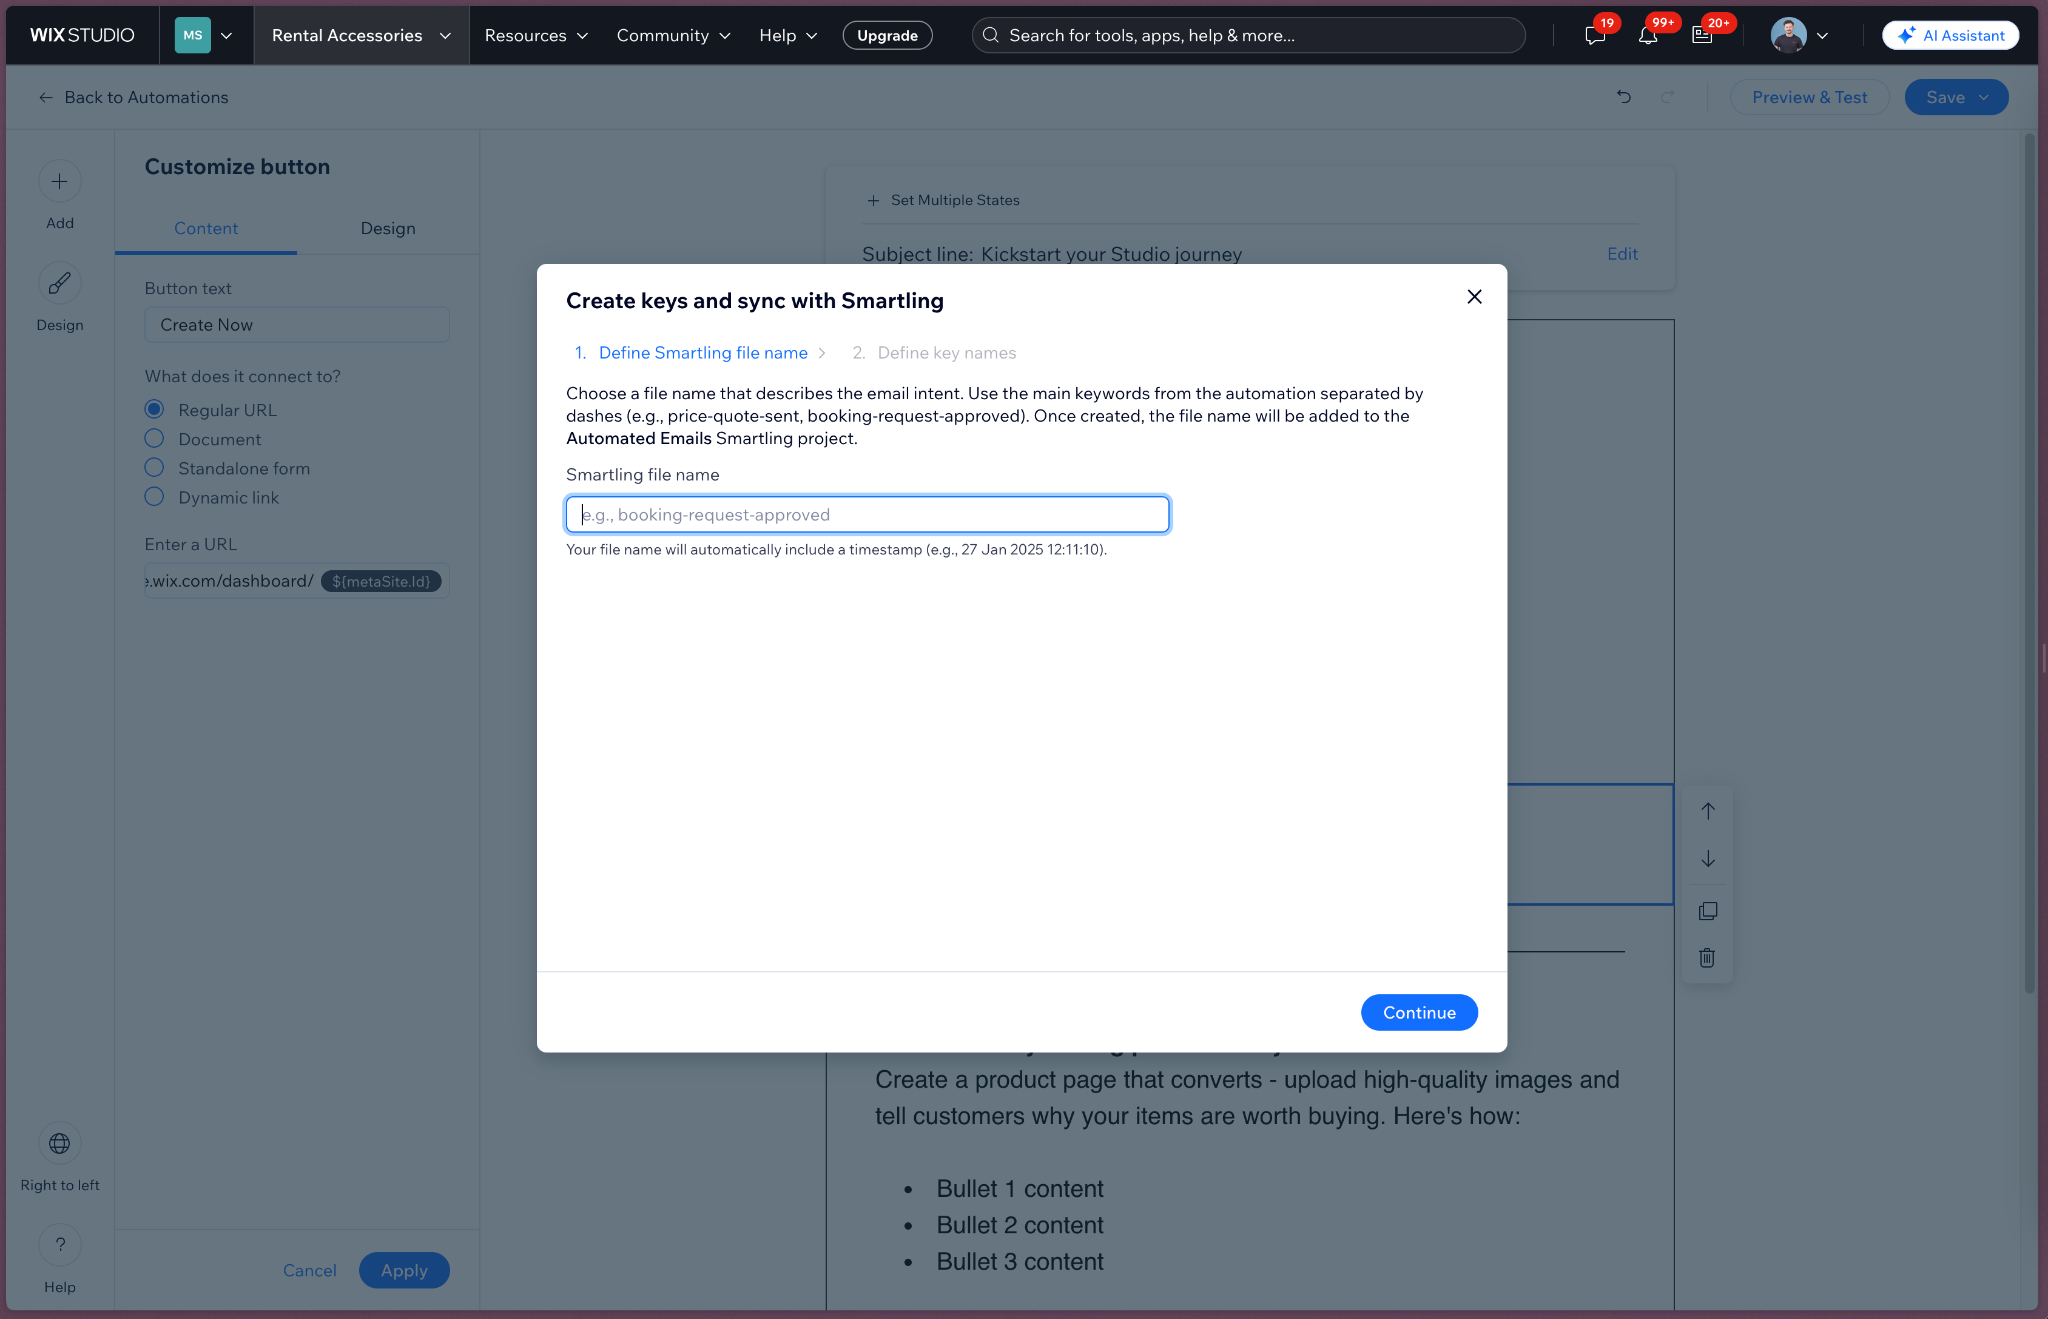 WIX STUDIO
MS
Rental Accessories
Resources
Community
Help
Upgrade
Search for tools, apps, help & more...
19
99+
20+
AI Assistant
Back to Automations
Preview & Test
Save
Add
Design
Customize button
Content
Design
Button text
Create Now
What does it connect to?
Regular URL
Document
Standalone form
Dynamic link
Enter a URL
.wix.com/dashboard/ ${metaSite.Id}
Set Multiple States
Subject line: Kickstart your Studio journey
Edit
Create keys and sync with Smartling
1. Define Smartling file name
2. Define key names
Choose a file name that describes the email intent. Use the main keywords from the automation separated by
dashes (e.g., price-quote-sent, booking-request-approved). Once created, the file name will be added to the
Automated Emails Smartling project.
Smartling file name
e.g., booking-request-approved
Your file name will automatically include a timestamp (e.g., 27 Jan 2025 12:11:10).
Continue
Create a product page that converts - upload high-quality images and
tell customers why your items are worth buying. Here's how:
• Bullet 1 content
• Bullet 2 content
• Bullet 3 content
Right to left
?
Help
Cancel
Apply